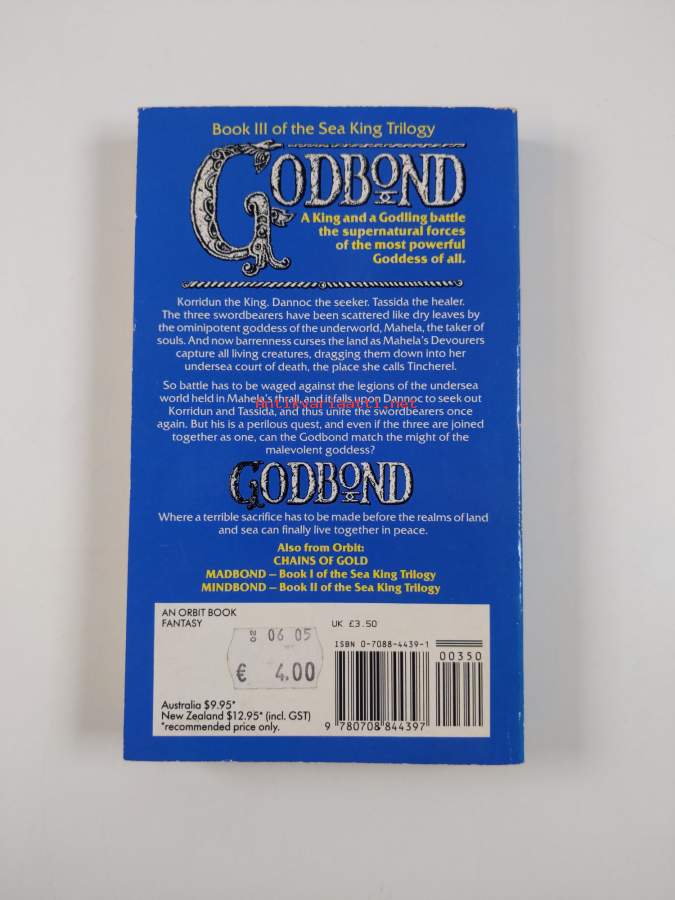 Book III of the Sea King Trilogy
GODBOND
A King and a Godling battle
the supernatural forces
of the most powerful
Goddess of all.
Korridun the King. Dannoc the seeker. Tassida the healer.
The three swordbearers have been scattered like dry leaves by
the ominipotent goddess of the underworld, Mahela, the taker of
souls. And now barrenness curses the land as Mahela's Devourers
capture all living creatures, dragging them down into her
undersea court of death, the place she calls Tincherel.
So battle has to be waged against the legions of the undersea
world held in Mahela's thrall, and it falls upon Dannoc to seek out
Antikvariaatti.net
Korridun and Tassida, and thus unite the swordbearers once
again. But his is a perilous quest, and even if the three are joined
together as one, can the Godbond match the might of the
malevolent goddess?
GODBOND
Where a terrible sacrifice has to be made before the realms of land
and sea can finally live together in peace.
Also from Orbit:
CHAINS OF GOLD
MADBOND – Book I of the Sea King Trilogy
MINDBOND – Book II of the Sea King Trilogy
AN ORBIT BOOK
FANTASY
UK £3.50
02 06 05
€ 4.00
ISBN 0-7088-4439-1
00350
Australia $9.95*
New Zealand $12.95* (incl. GST)
*recommended price only.
9 780708 844397